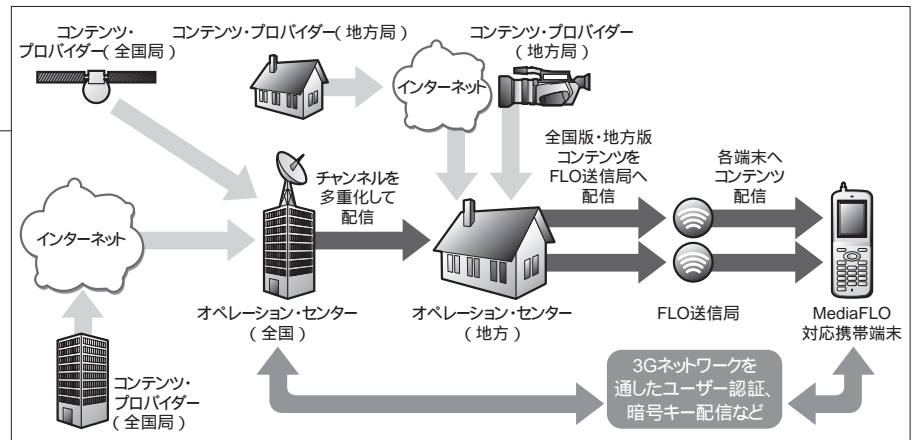 コンテンツ・
プロバイダー(全国局)
コンテンツ・プロバイダー(地方局)
コンテンツ・プロバイダー
(地方局)
インターネット
全国版・地方版
コンテンツを
FLO送信局へ
配信
各端末へ
コンテンツ
配信
チャンネルを
多重化して
配信
インターネット
オペレーション・センター
(全国)
オペレーション・センター
(地方)
FLO送信局
MediaFLO
対応携帯端末
コンテンツ・
プロバイダー
(全国局)
3Gネットワークを
通したユーザー認証、
暗号キー配信など